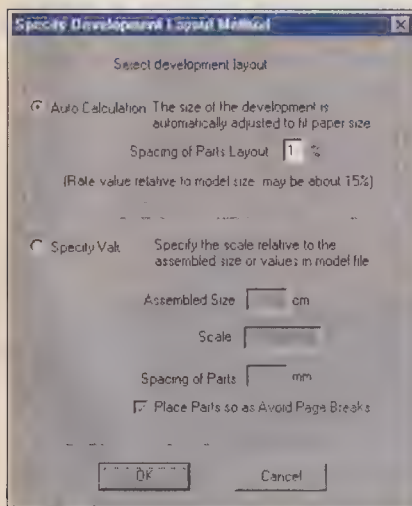 Specify Development Layout Method
Select development layout
Auto Calculation The size of the development is
automatically adjusted to fit paper size
Spacing of Parts Layout 1 %
(Rate value relative to model size may be about 15%)
Specify Valu Specify the scale relative to the
assembled size or values in model file
Assembled Size cm
Scale
Spacing of Parts mm
Place Parts so as Avoid Page Breaks
OK Cancel